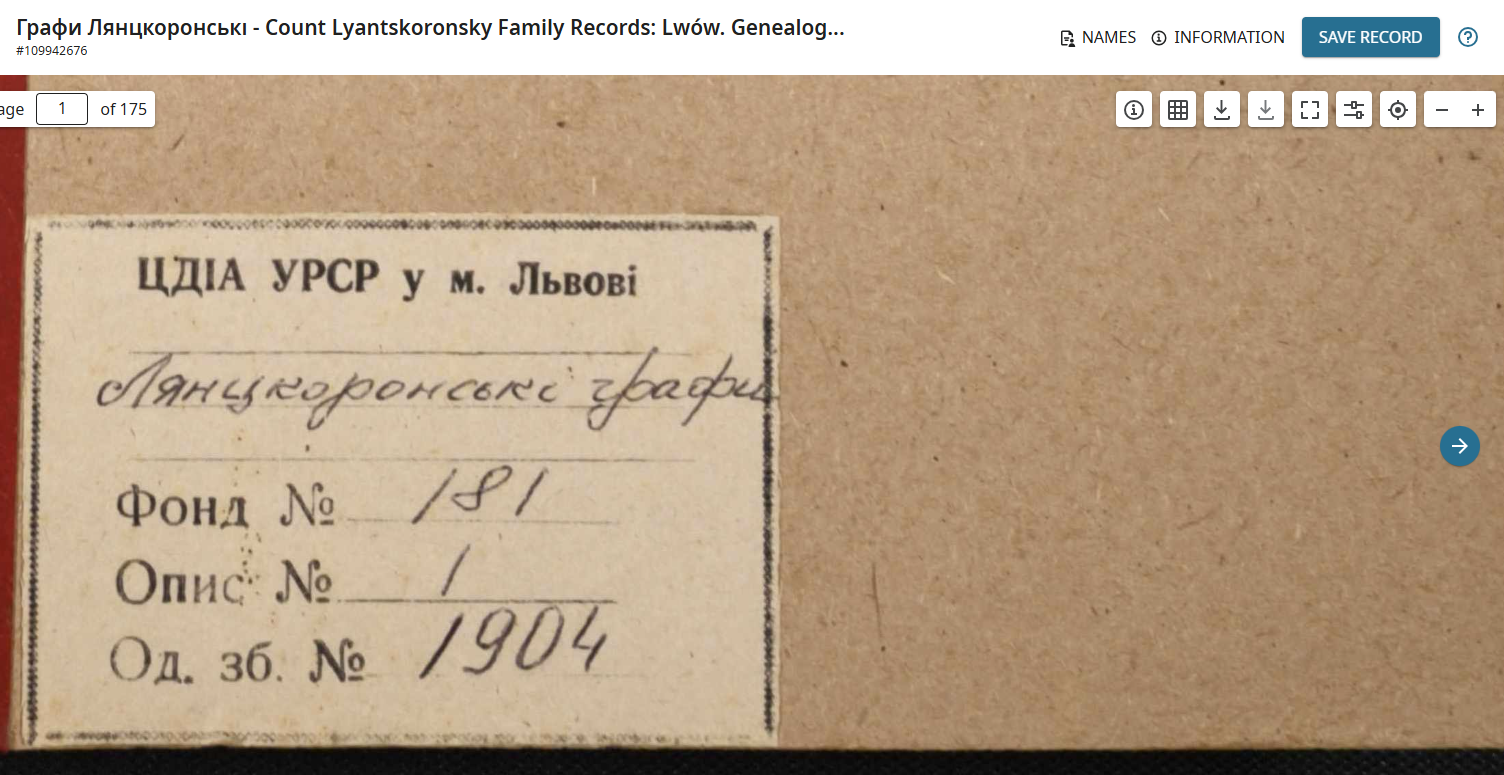 Графи Лянцкоронські - Count Lyantskoronsky Family Records: Lwów. Genealog...
#109942676
NAMES
INFORMATION
SAVE RECORD
age 1 of 175
ЦДІА УРСР у м. Львові
Лянцкоронські графи
Фонд № 181
Опис № 1
Од. зб. № 1904